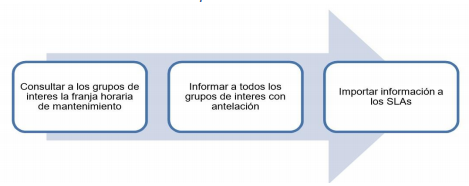 Consultar a los grupos de
interes la franja horaria
de mantenimiento
Informar a todos los
grupos de interes con
antelación
Importar información a
los SLAs